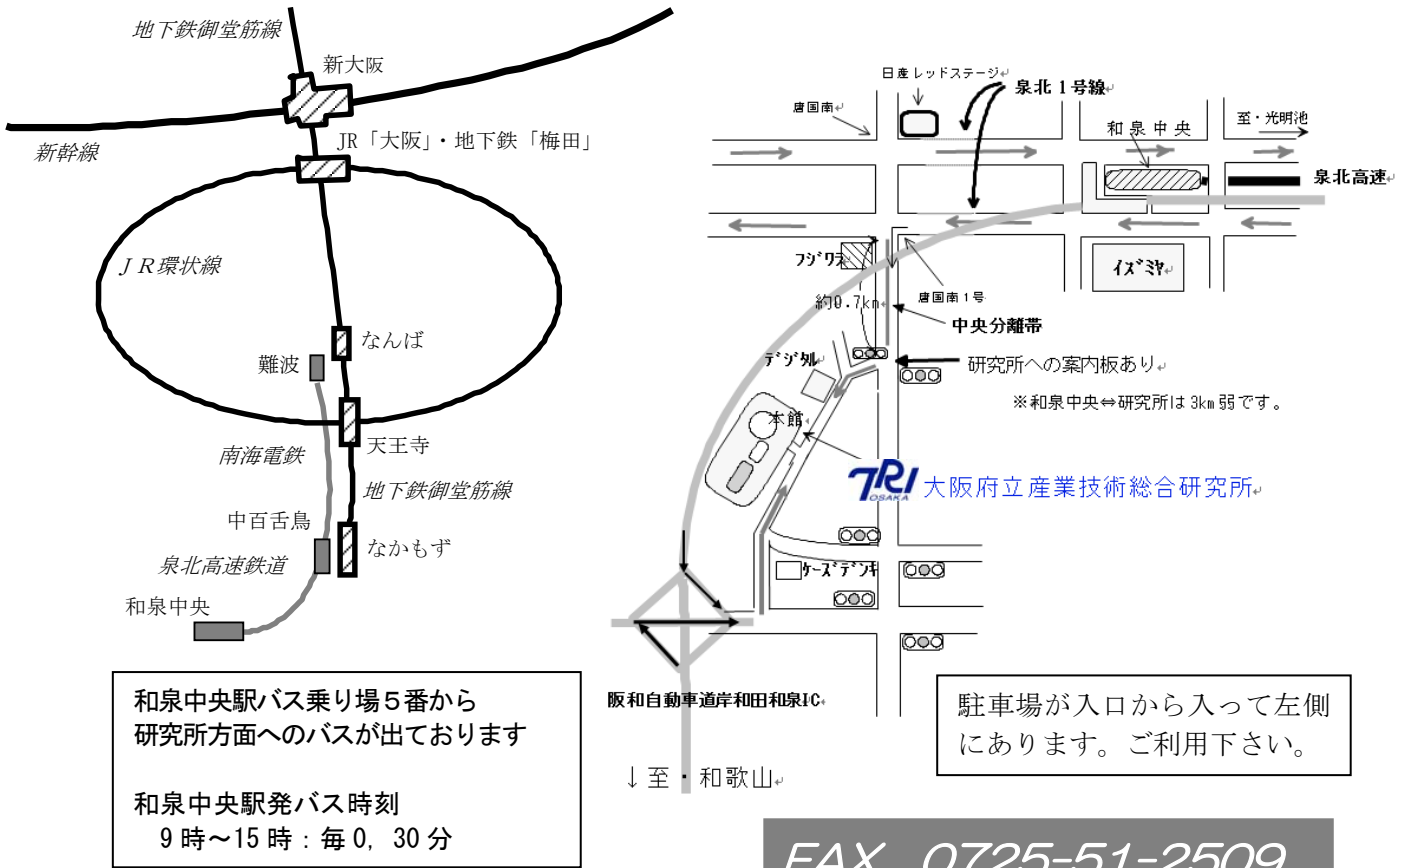 地下鉄御堂筋線
新大阪
新幹線
JR「大阪」・地下鉄「梅田」
ＪＲ環状線
なんば
難波
天王寺
南海電鉄
地下鉄御堂筋線
中百舌鳥
なかもず
泉北高速鉄道
和泉中央
和泉中央駅バス乗り場５番から
研究所方面へのバスが出ております
和泉中央駅発バス時刻
9時～15時：毎0, 30分
日産レッドステージ
泉北１号線
唐国南
和泉中央
至・光明池
泉北高速
フジワラ
イズミヤ
約0.7km
唐国南1号
中央分離帯
デジタル
研究所への案内板あり
※和泉中央⇔研究所は3km弱です。
本館
TRI
OSAKA
大阪府立産業技術総合研究所
ケーズデンキ
阪和自動車道岸和田和泉IC
↓至・和歌山
駐車場が入口から入って左側
にあります。ご利用下さい。
FAX 0725-51-2509